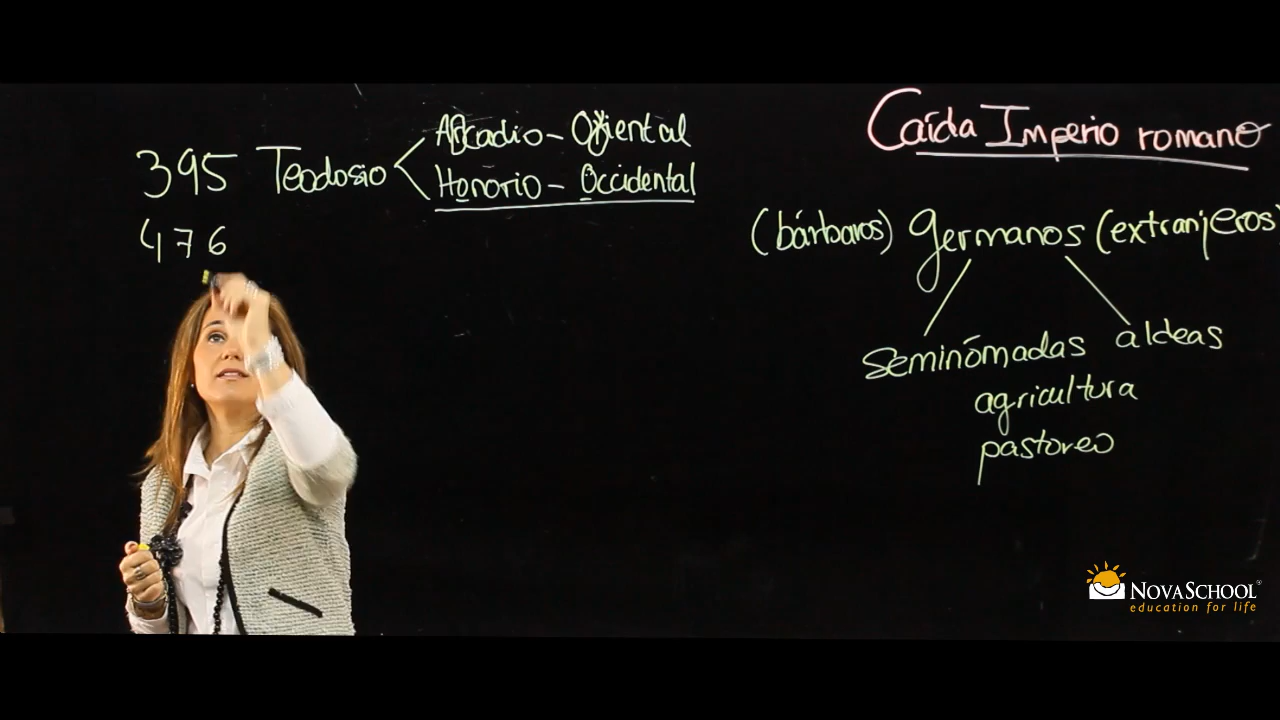 Caída Imperio romano
395 Teodosio
Arcadio - Oriental
Honorio - Occidental
476
(bárbaros) germanos (extranjeros)
seminómadas
aldeas
agricultura
pastoreo
NOVASCHOOL
education for life